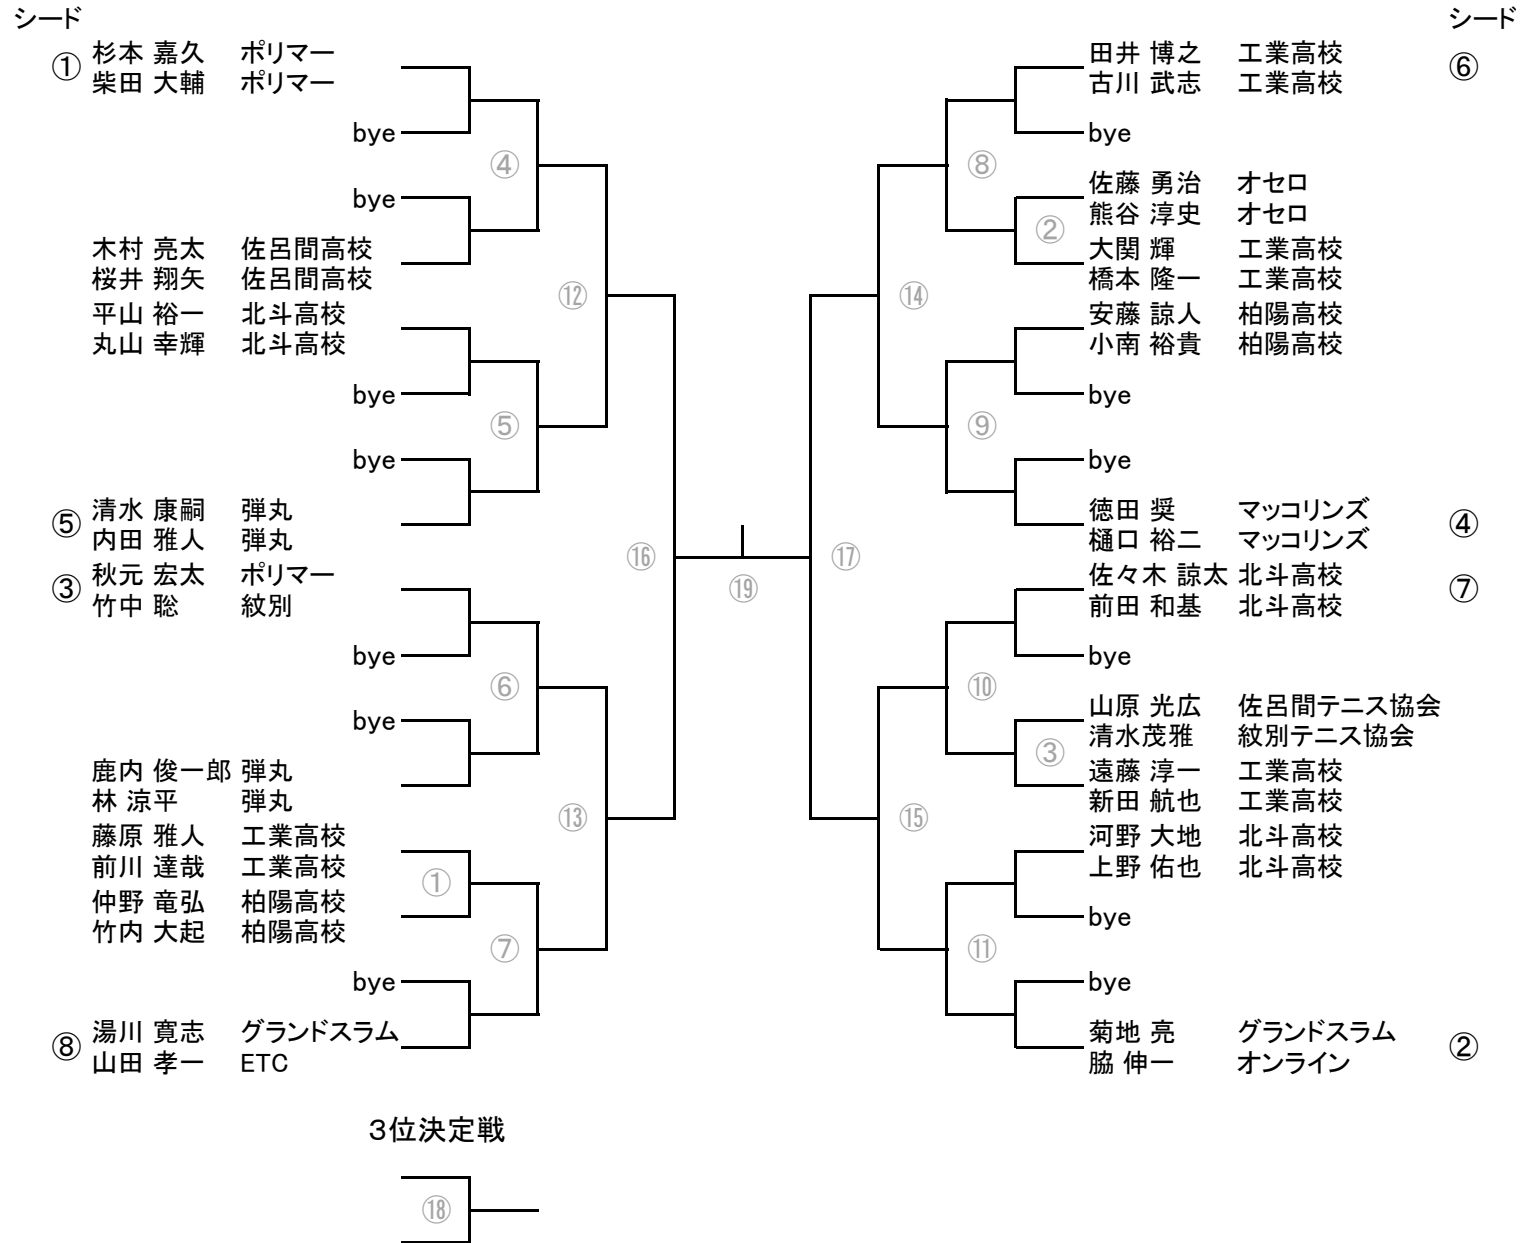 シード
① 杉本 嘉久 ポリマー
柴田 大輔 ポリマー
bye
④
bye
木村 亮太 佐呂間高校
桜井 翔矢 佐呂間高校
⑫
平山 裕一 北斗高校
丸山 幸輝 北斗高校
bye
⑤
bye
⑤ 清水 康嗣 弾丸
内田 雅人 弾丸
⑯
③ 秋元 宏太 ポリマー
竹中 聡 紋別
bye
⑥
bye
鹿内 俊一郎 弾丸
林 涼平 弾丸
⑬
藤原 雅人 工業高校
前川 達哉 工業高校
①
仲野 竜弘 柏陽高校
竹内 大起 柏陽高校
⑦
bye
⑧ 湯川 寛志 グランドスラム
山田 孝一 ETC
⑲
シード
田井 博之 工業高校 ⑥
古川 武志 工業高校
bye
⑧
佐藤 勇治 オセロ
熊谷 淳史 オセロ
②
大関 輝 工業高校
橋本 隆一 工業高校
⑭
安藤 諒人 柏陽高校
小南 裕貴 柏陽高校
bye
⑨
bye
徳田 奨 マッコリンズ ④
樋口 裕二 マッコリンズ
⑰
佐々木 諒太 北斗高校 ⑦
前田 和基 北斗高校
bye
⑩
山原 光広 佐呂間テニス協会
清水茂雅 紋別テニス協会
③
遠藤 淳一 工業高校
新田 航也 工業高校
⑮
河野 大地 北斗高校
上野 佑也 北斗高校
bye
⑪
bye
菊地 亮 グランドスラム ②
脇 伸一 オンライン
３位決定戦
⑱